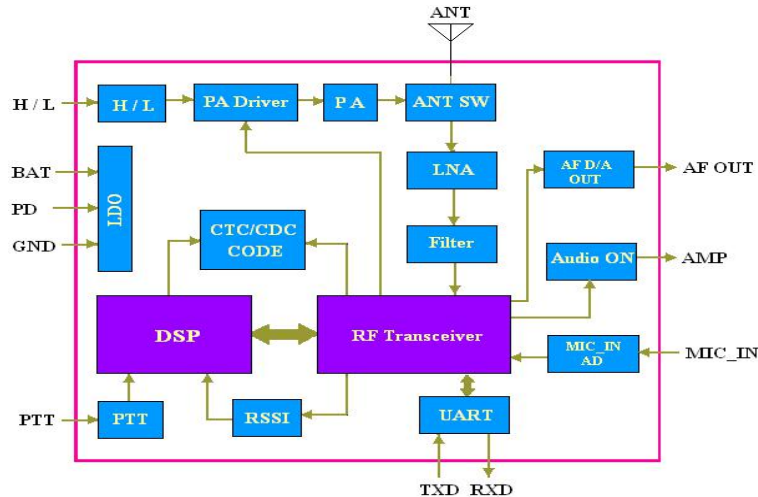 ANT
H / L
H / L
PA Driver
P A
ANT SW
BAT
PD
GND
LDO
LNA
AF D/A
OUT
AF OUT
CTC/CDC
CODE
Filter
Audio ON
AMP
DSP
RF Transceiver
MIC_IN
AD
MIC_IN
PTT
PTT
RSSI
UART
TXD
RXD